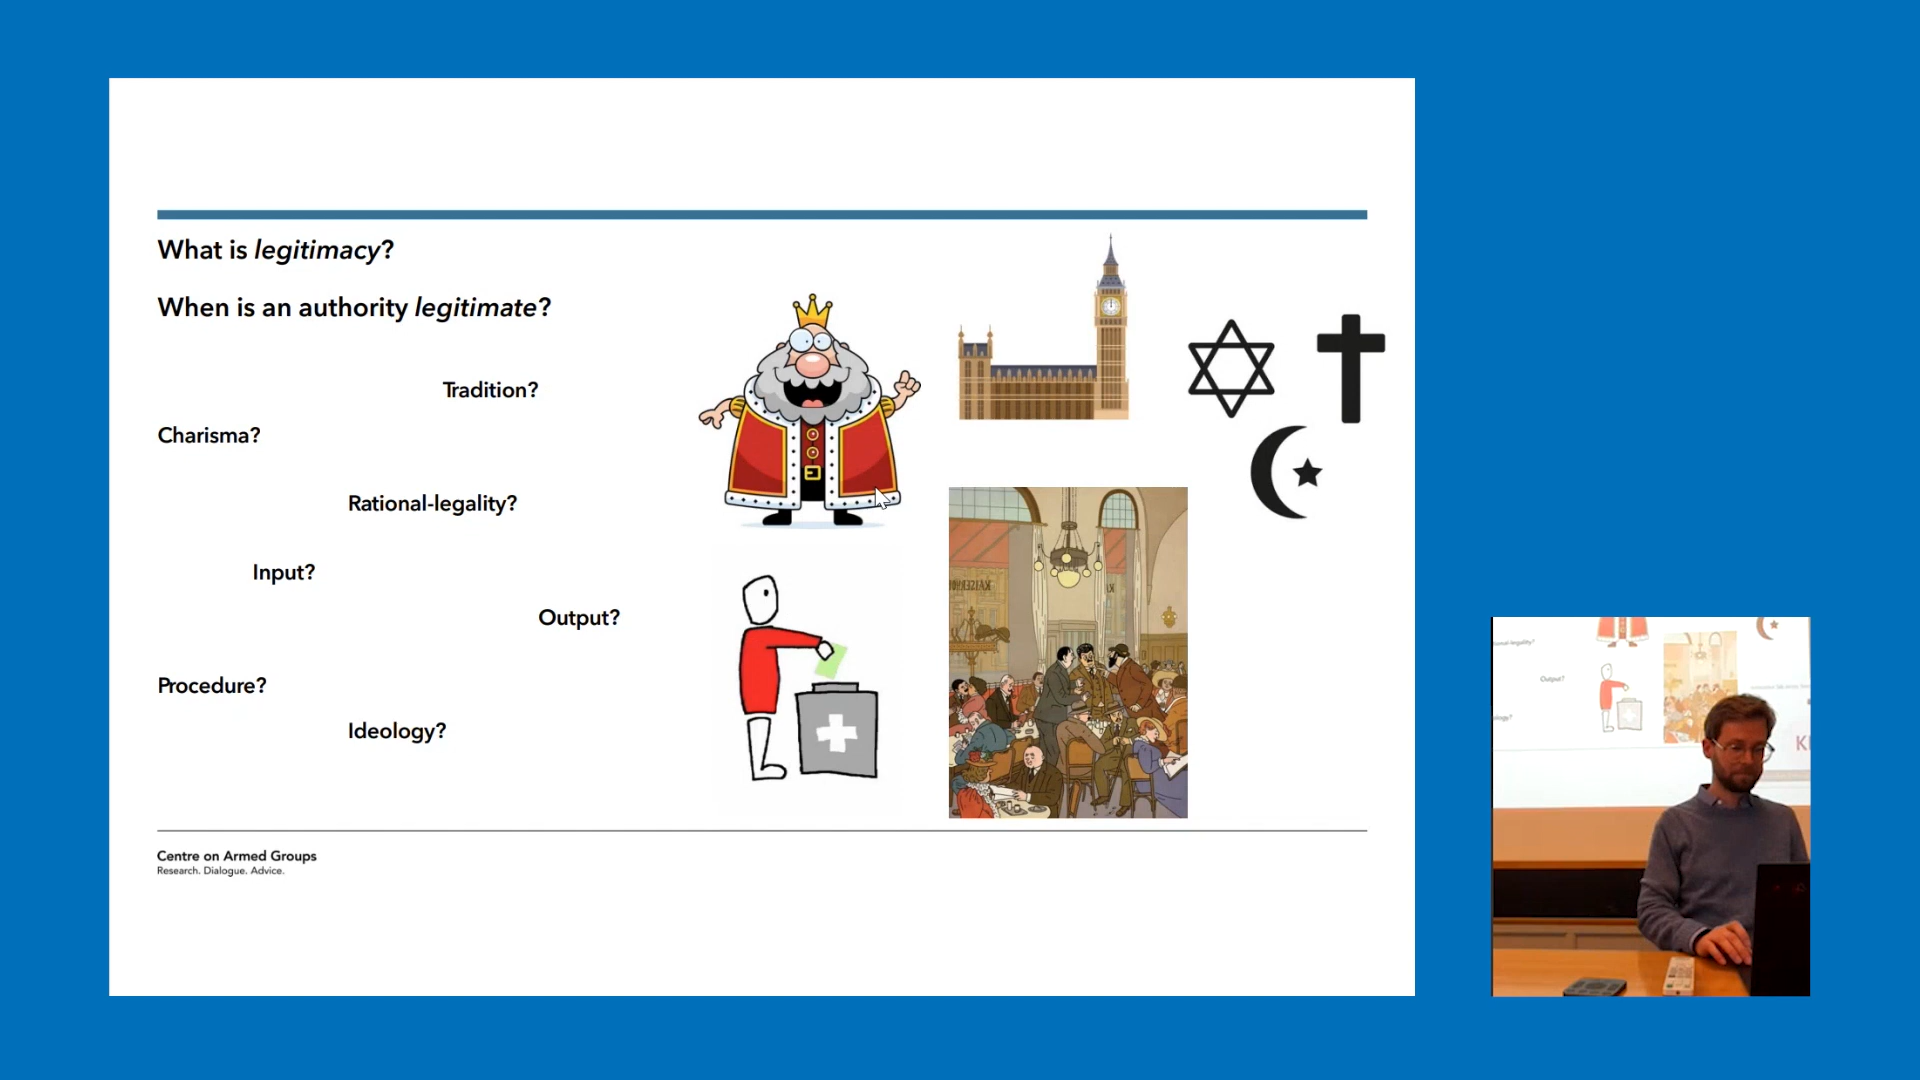 What is legitimacy?
When is an authority legitimate?
Tradition?
Charisma?
Rational-legality?
Input?
Output?
Procedure?
Ideology?
Centre on Armed Groups
Research. Dialogue. Advice.
Output?